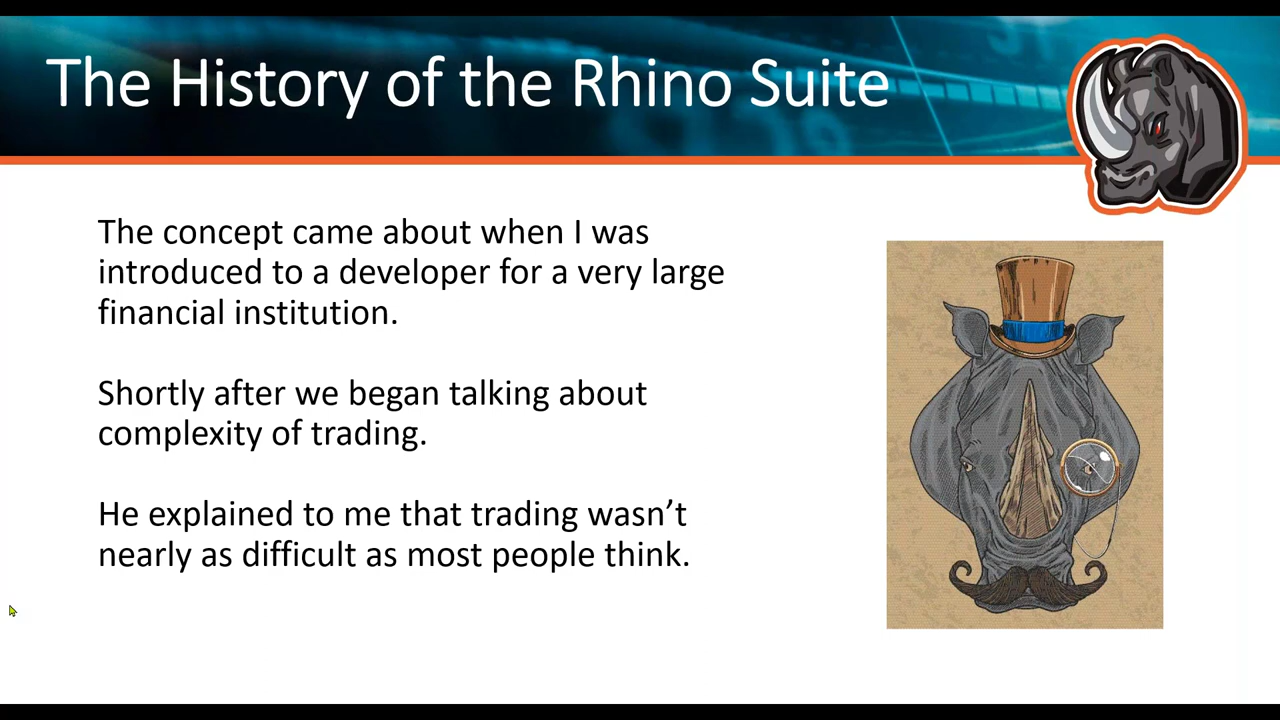 The History of the Rhino Suite
The concept came about when I was
introduced to a developer for a very large
financial institution.
Shortly after we began talking about
complexity of trading.
He explained to me that trading wasn’t
nearly as difficult as most people think.